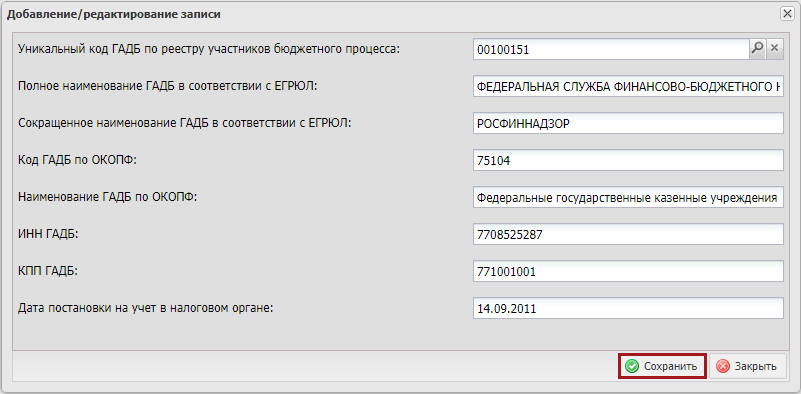 Добавление/редактирование записи
Уникальный код ГАДБ по реестру участников бюджетного процесса: 00100151
Полное наименование ГАДБ в соответствии с ЕГРЮЛ: ФЕДЕРАЛЬНАЯ СЛУЖБА ФИНАНСОВО-БЮДЖЕТНОГО Н
Сокращенное наименование ГАДБ в соответствии с ЕГРЮЛ: РОСФИННАДЗОР
Код ГАДБ по ОКОПФ: 75104
Наименование ГАДБ по ОКОПФ: Федеральные государственные казенные учреждения
ИНН ГАДБ: 7708525287
КПП ГАДБ: 771001001
Дата постановки на учет в налоговом органе: 14.09.2011
Сохранить Закрыть